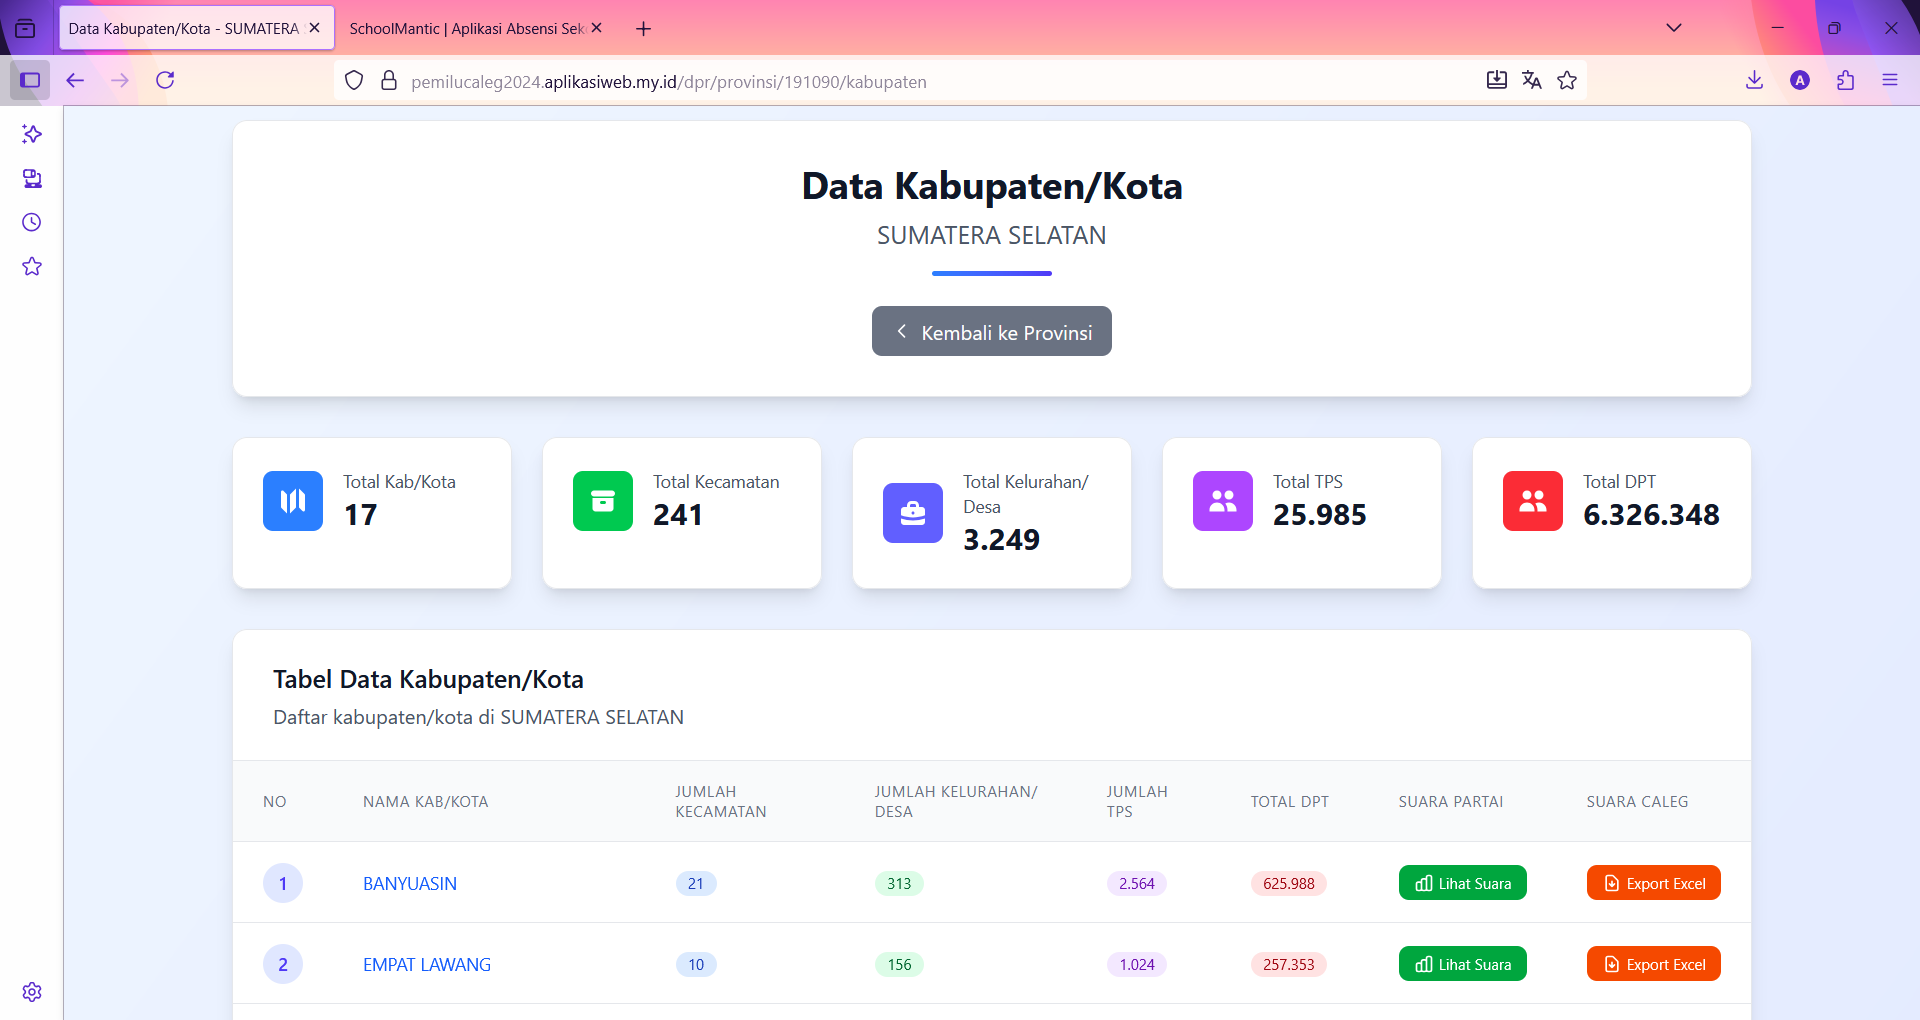 Data Kabupaten/Kota - SUMATERA
SchoolMantic | Aplikasi Absensi Sek
pemilucaleg2024.aplikasiweb.my.id/dpr/provinsi/191090/kabupaten
A
Data Kabupaten/Kota
SUMATERA SELATAN
Kembali ke Provinsi
Total Kab/Kota
17
Total Kecamatan
241
Total Kelurahan/
Desa
3.249
Total TPS
25.985
Total DPT
6.326.348
Tabel Data Kabupaten/Kota
Daftar kabupaten/kota di SUMATERA SELATAN
NO
NAMA KAB/KOTA
JUMLAH
KECAMATAN
JUMLAH KELURAHAN/
DESA
JUMLAH
TPS
TOTAL DPT
SUARA PARTAI
SUARA CALEG
1
BANYUASIN
21
313
2.564
625.988
Lihat Suara
Export Excel
2
EMPAT LAWANG
10
156
1.024
257.353
Lihat Suara
Export Excel